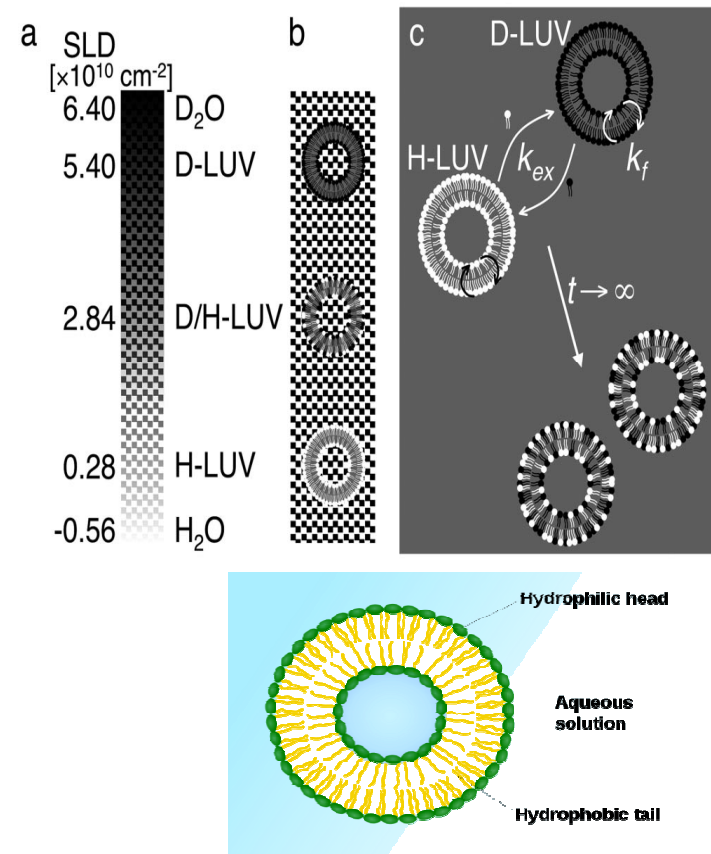 a
SLD
[×10¹⁰ cm⁻²]
6.40 D₂O
5.40 D-LUV
2.84 D/H-LUV
0.28 H-LUV
-0.56 H₂O
b
c
D-LUV
H-LUV
kₑₓ
k_f
t→∞
Hydrophilic head
Aqueous
solution
Hydrophobic tail